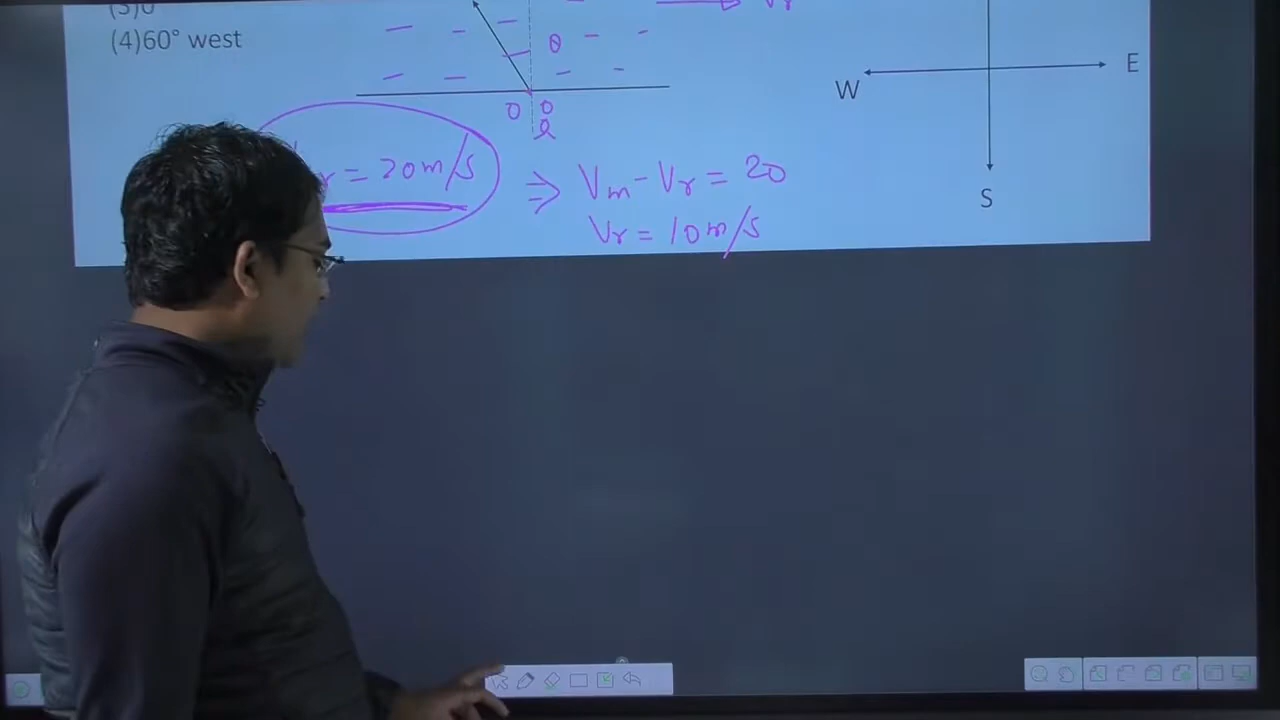 (4)60° west
θ
W
E
S
r = 20m/s
⇒ Vm - Vr = 20
Vr = 10m/s